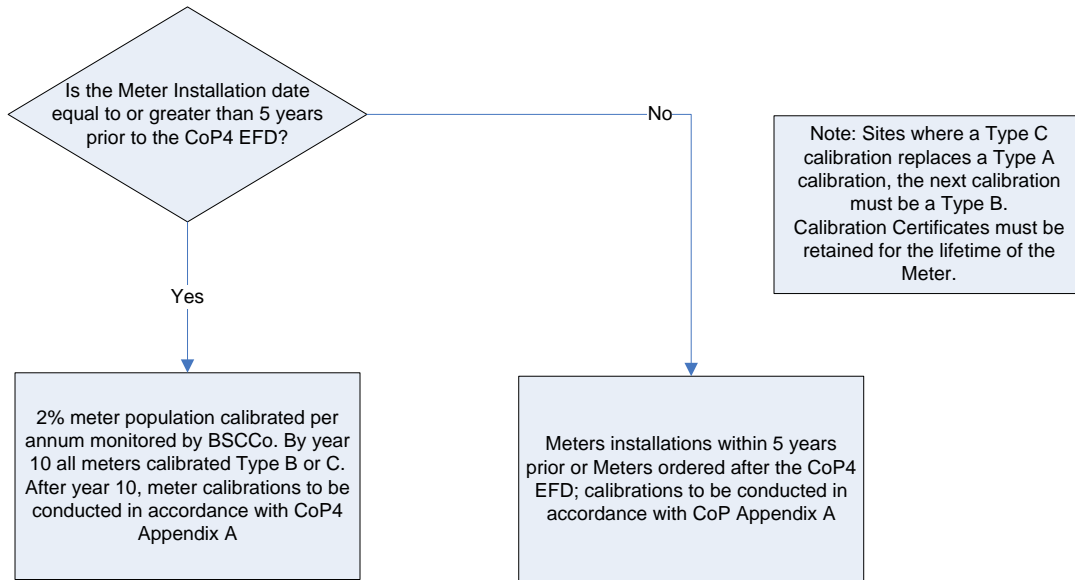 Is the Meter Installation date
equal to or greater than 5 years
prior to the CoP4 EFD?
No
Note: Sites where a Type C
calibration replaces a Type A
calibration, the next calibration
must be a Type B.
Calibration Certificates must be
retained for the lifetime of the
Meter.
Yes
2% meter population calibrated per
annum monitored by BSCCo. By year
10 all meters calibrated Type B or C.
After year 10, meter calibrations to be
conducted in accordance with CoP4
Appendix A
Meters installations within 5 years
prior or Meters ordered after the CoP4
EFD; calibrations to be conducted in
accordance with CoP Appendix A